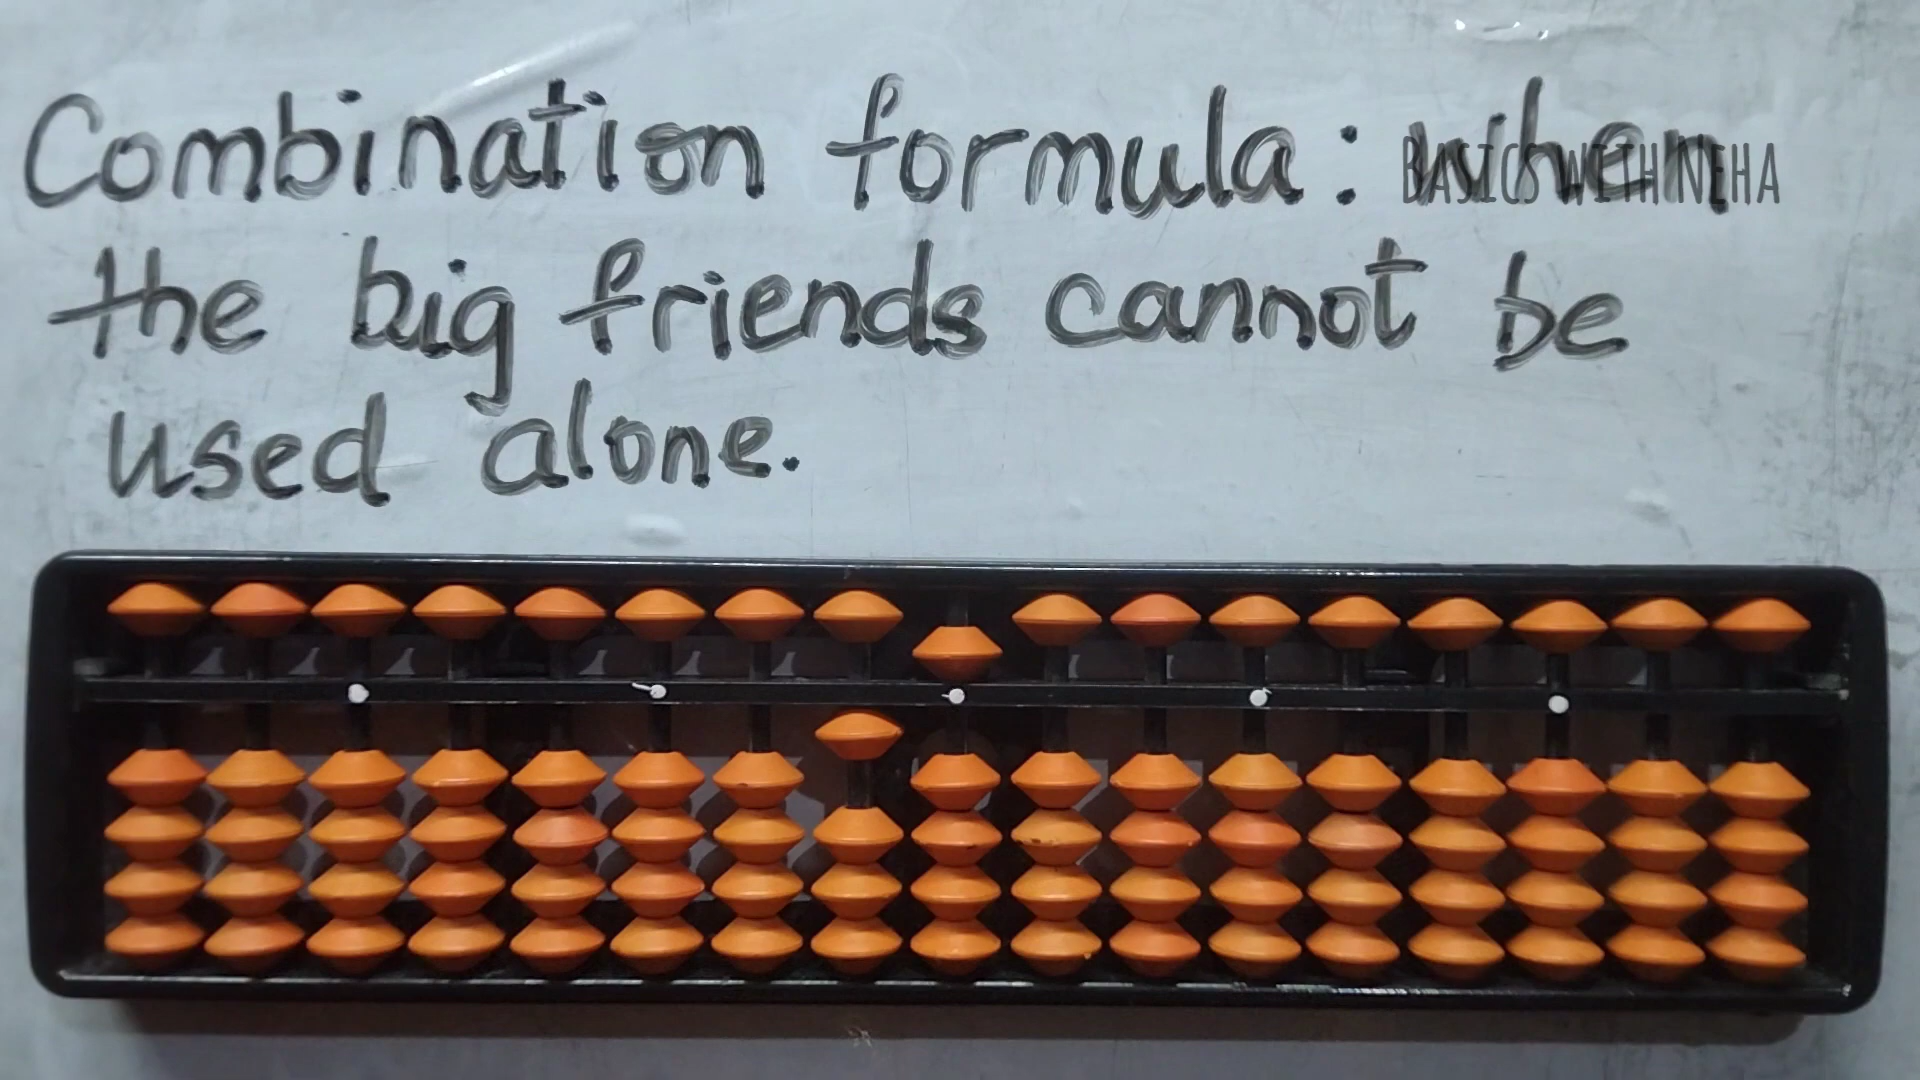 Combination formula: when
BASICS WITH NEHA
the big friends cannot be
used alone.